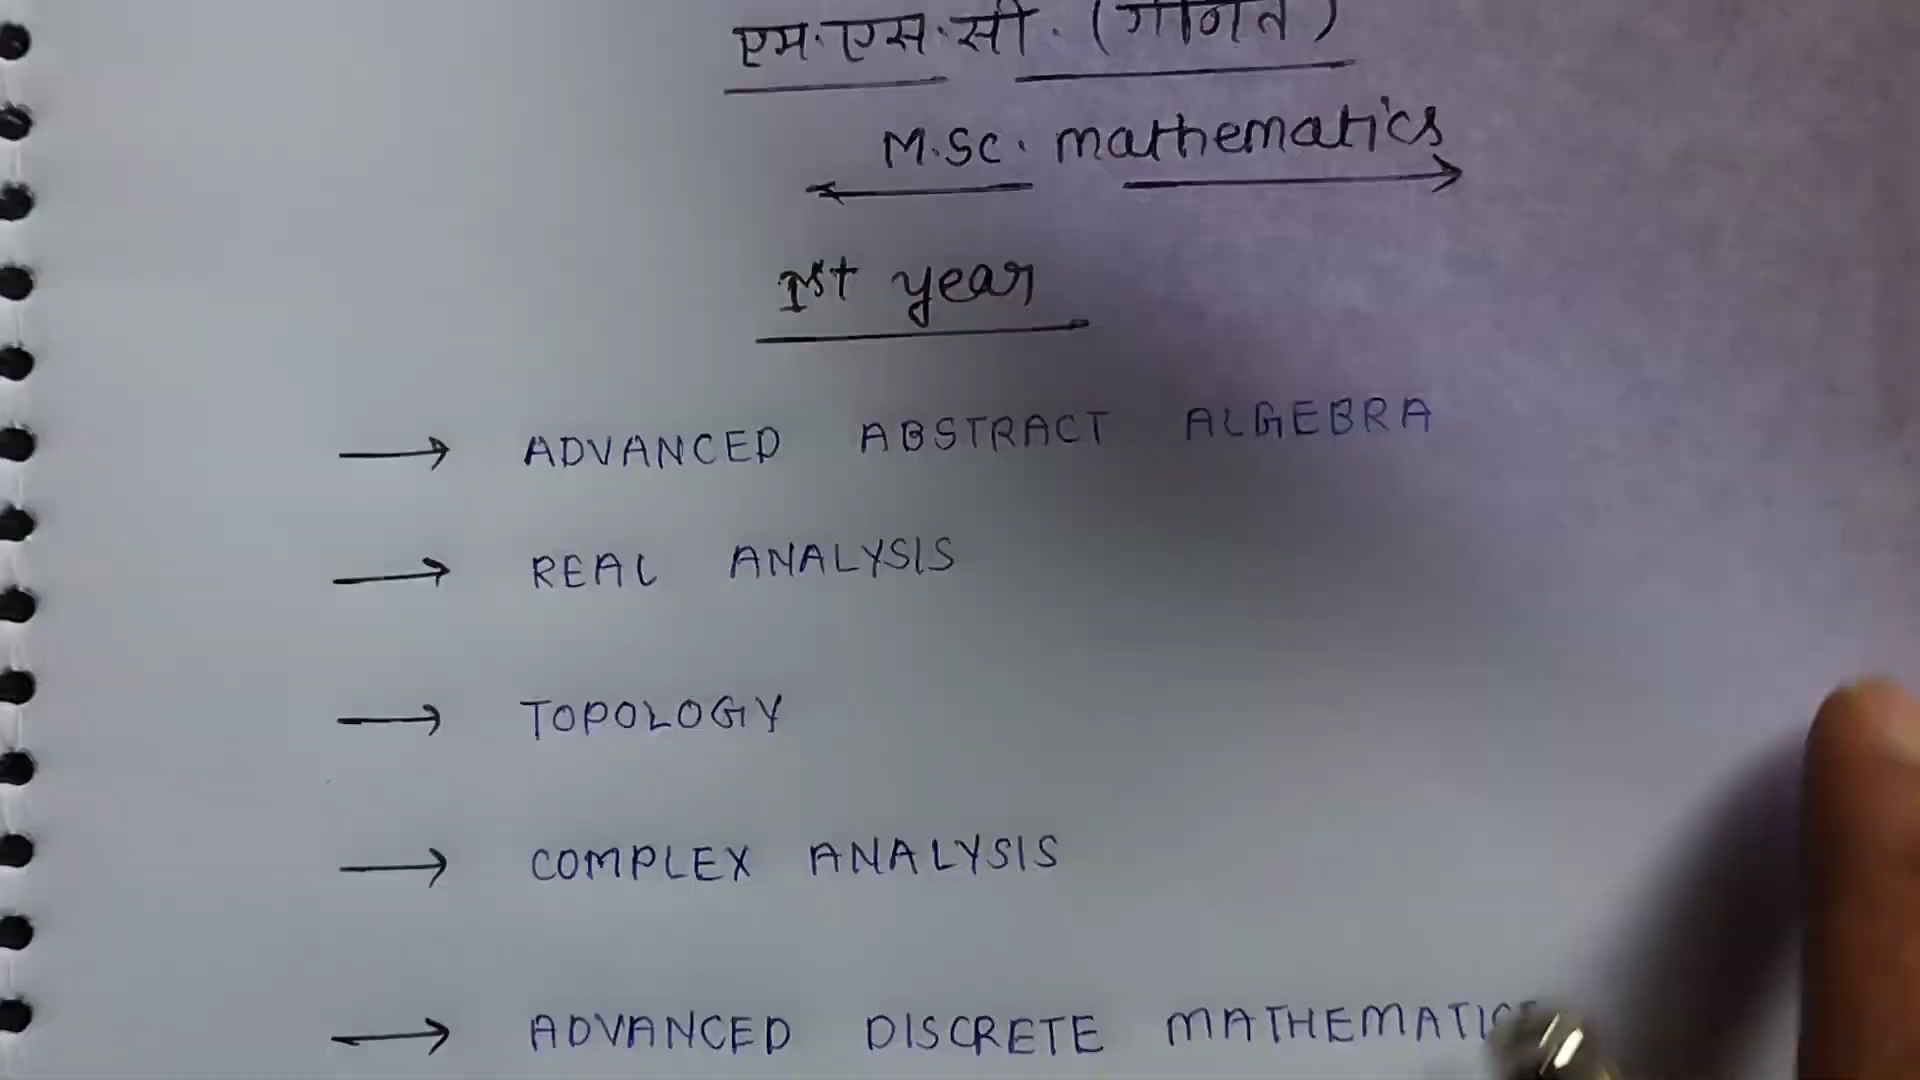 एम.एस.सी. (गणित)
M.Sc. mathematics
1st year
→ ADVANCED ABSTRACT ALGEBRA
→ REAL ANALYSIS
→ TOPOLOGY
→ COMPLEX ANALYSIS
→ ADVANCED DISCRETE MATHEMATICS